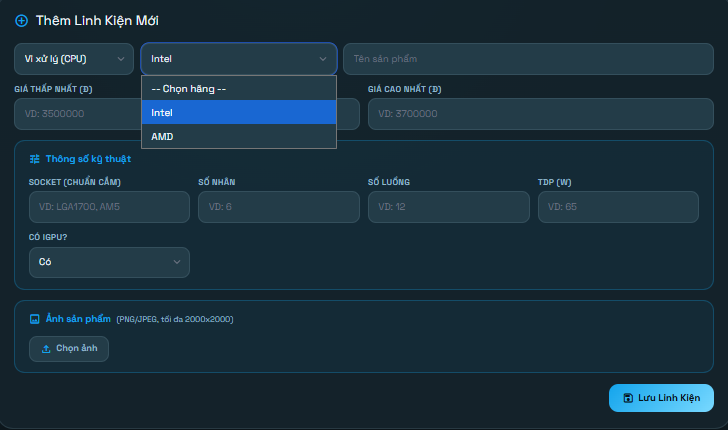 Thêm Linh Kiện Mới
Vi xử lý (CPU) Intel Tên sản phẩm
-- Chọn hãng --
Intel
AMD
GIÁ THẤP NHẤT (Đ) GIÁ CAO NHẤT (Đ)
VD: 3500000 VD: 3700000
Thông số kỹ thuật
SOCKET (CHUẨN CẮM) SỐ NHÂN SỐ LUỒNG TDP (W)
VD: LGA1700, AM5 VD: 6 VD: 12 VD: 65
CÓ IGPU?
Có
Ảnh sản phẩm (PNG/JPEG, tối đa 2000x2000)
Chọn ảnh
Lưu Linh Kiện